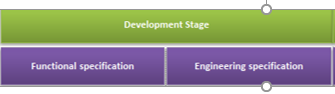 Development Stage
Functional specification
Engineering specification